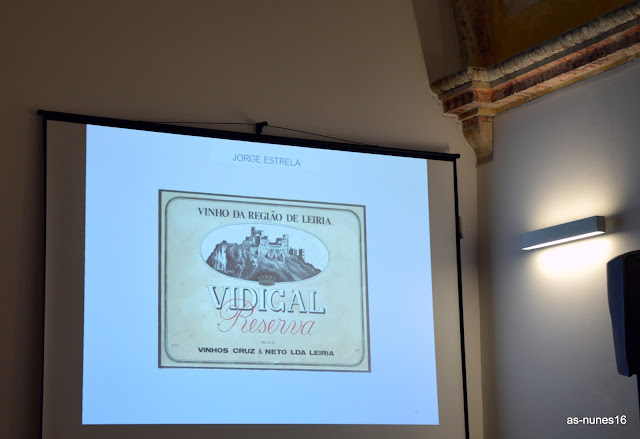 JORGE ESTRELA
VINHO DA REGIÃO DE LEIRIA
VIDIGAL
Reserva
VINHOS CRUZ & NETO LDA LEIRIA
as-nunes16